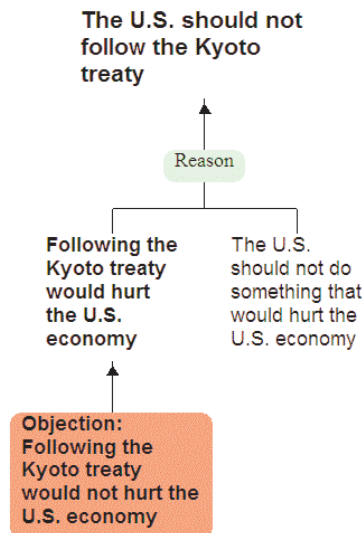 The U.S. should not
follow the Kyoto
treaty
Reason
Following the
Kyoto treaty
would hurt
the U.S.
economy
The U.S.
should not do
something that
would hurt the
U.S. economy
Objection:
Following the
Kyoto treaty
would not hurt the
U.S. economy